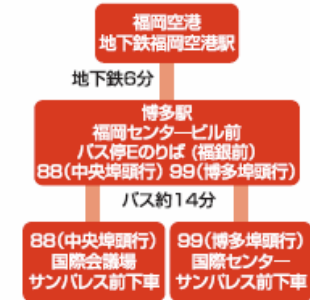 福岡空港
地下鉄福岡空港駅
地下鉄6分
博多駅
福岡センタービル前
バス停Eのりば (福銀前)
88(中央埠頭行) 99(博多埠頭行)
バス約14分
88(中央埠頭行)
国際会議場
サンパレス前下車
99(博多埠頭行)
国際センター
サンパレス前下車